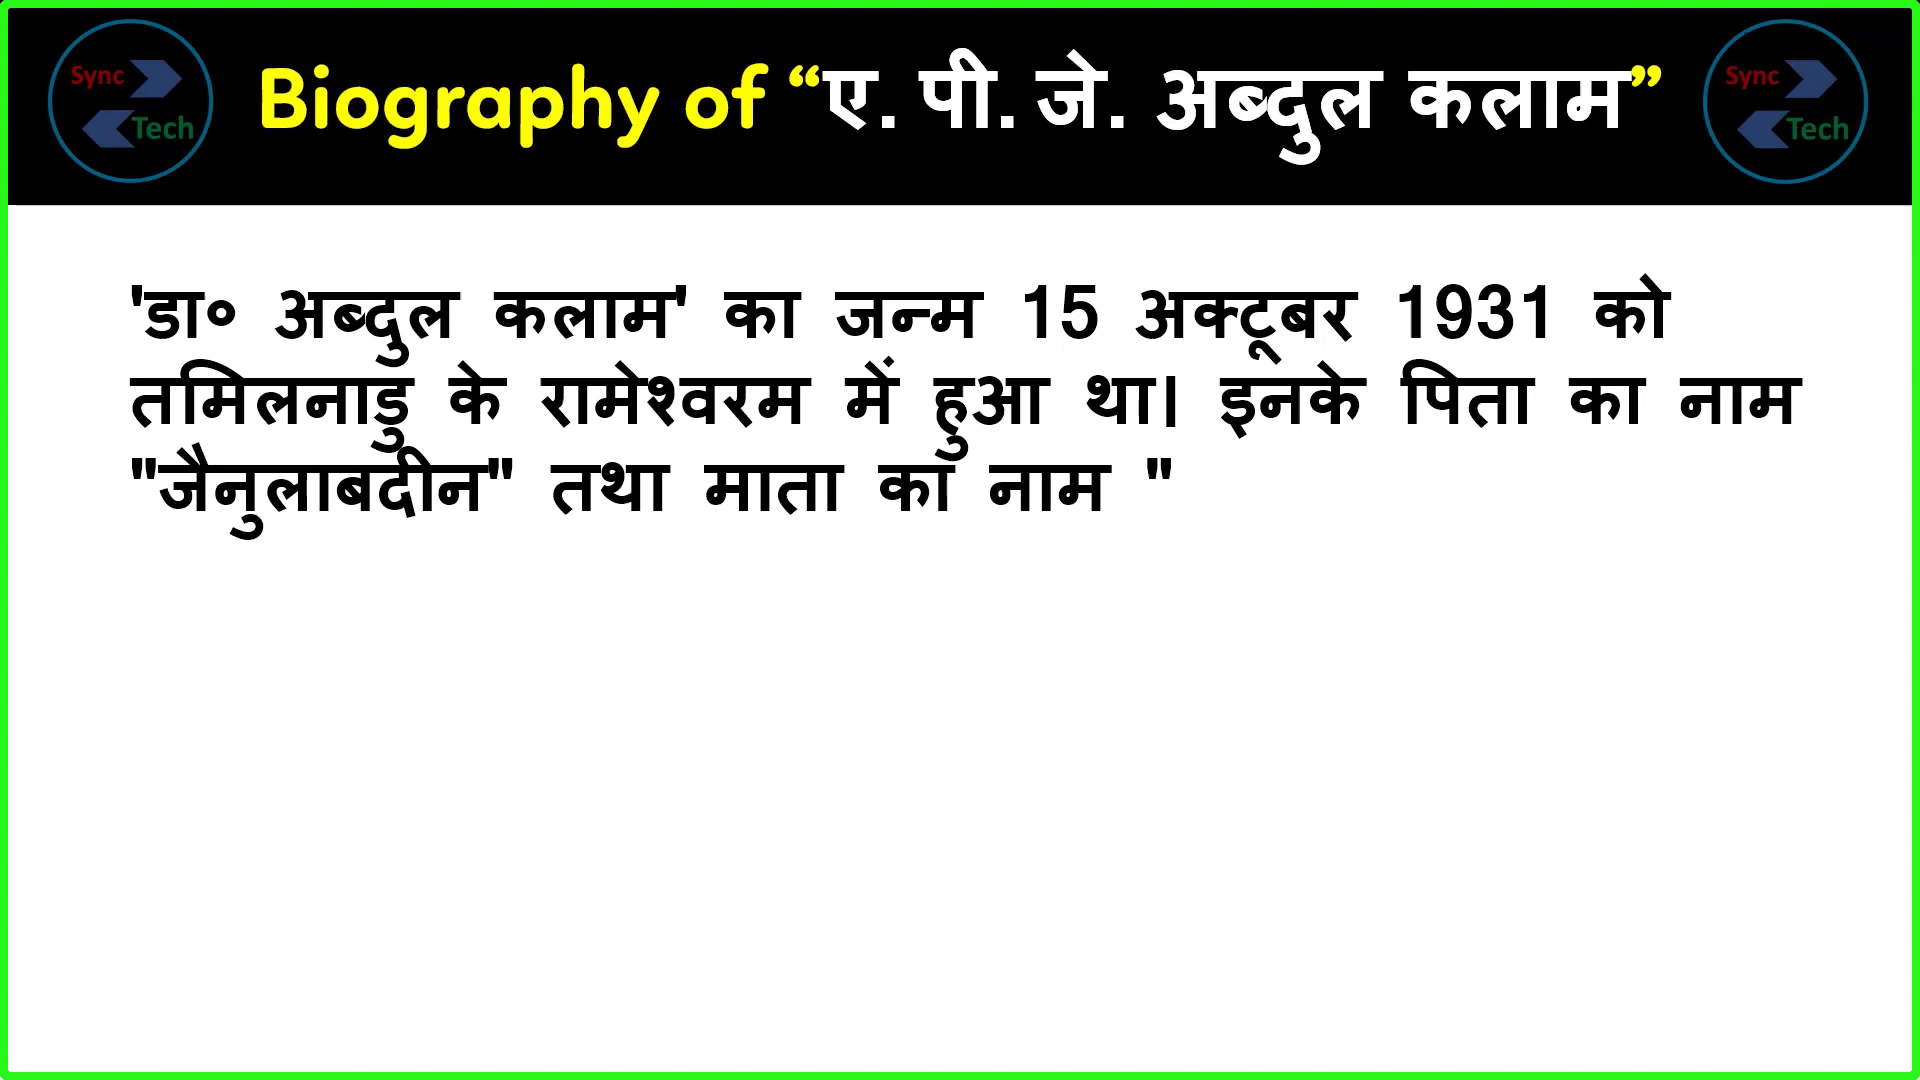 Sync
Tech
Biography of “ए. पी. जे. अब्दुल कलाम”
Sync
Tech
'डा० अब्दुल कलाम' का जन्म 15 अक्टूबर 1931 को
तमिलनाडु के रामेश्वरम में हुआ था। इनके पिता का नाम
"जैनुलाबदीन" तथा माता का नाम "